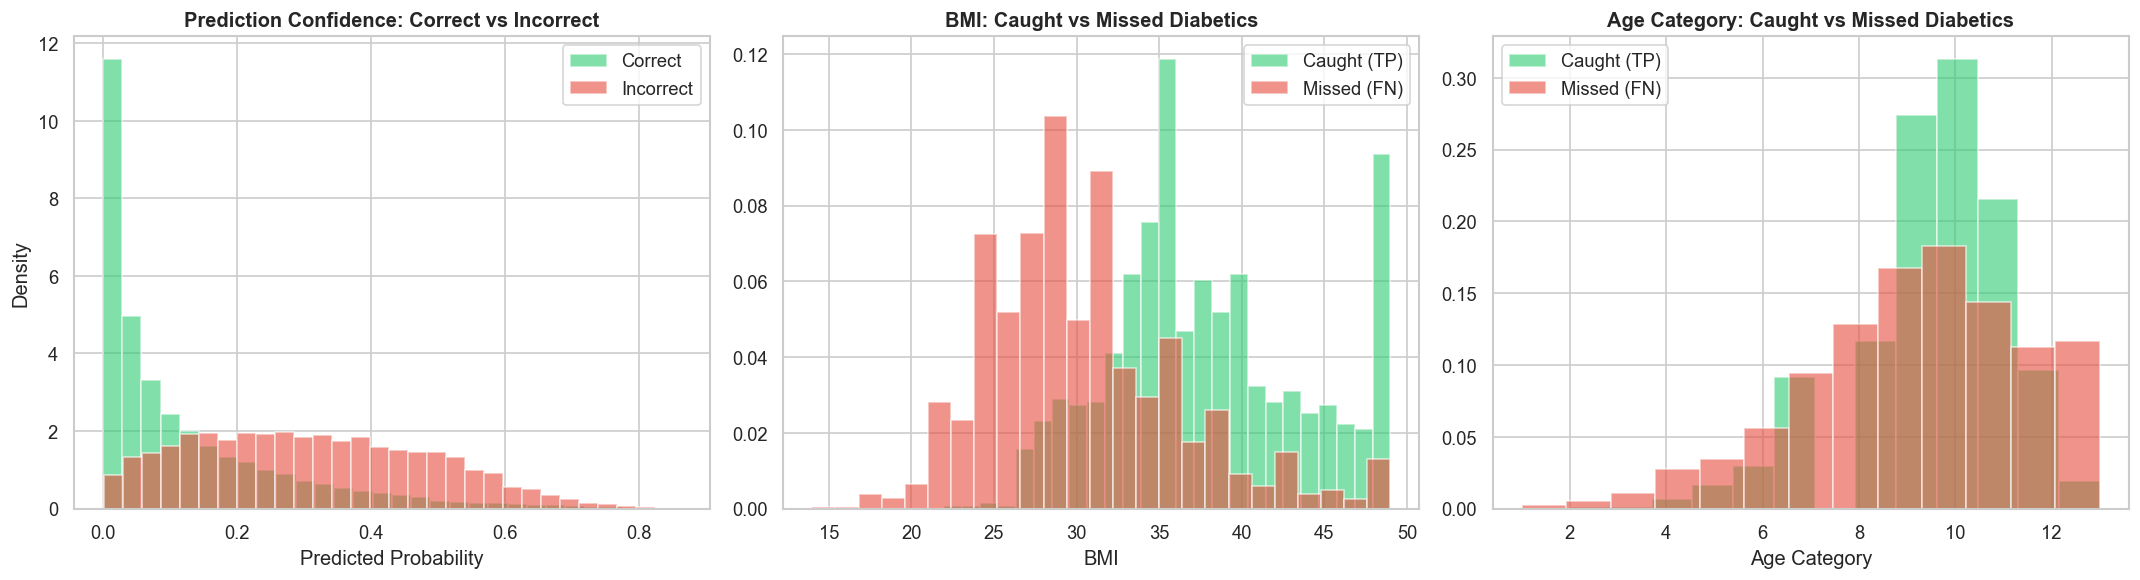 Prediction Confidence: Correct vs Incorrect
Correct
Incorrect
12
10
8
6
4
2
0
Density
0.0 0.2 0.4 0.6 0.8
Predicted Probability
BMI: Caught vs Missed Diabetics
Caught (TP)
Missed (FN)
0.12
0.10
0.08
0.06
0.04
0.02
0.00
15 20 25 30 35 40 45 50
BMI
Age Category: Caught vs Missed Diabetics
Caught (TP)
Missed (FN)
0.30
0.25
0.20
0.15
0.10
0.05
0.00
2 4 6 8 10 12
Age Category